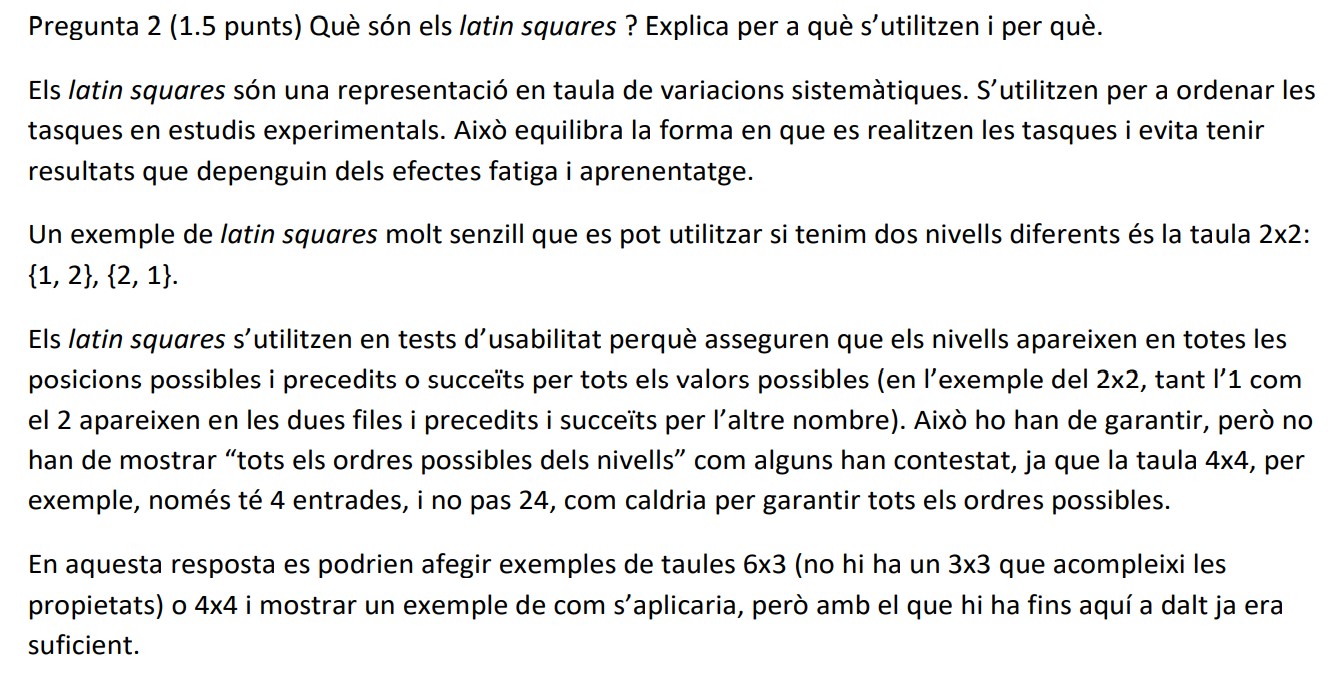 Pregunta 2 (1.5 punts) Què són els latin squares ? Explica per a què s’utilitzen i per què.
Els latin squares són una representació en taula de variacions sistemàtiques. S’utilitzen per a ordenar les
tasques en estudis experimentals. Això equilibra la forma en que es realitzen les tasques i evita tenir
resultats que depenguin dels efectes fatiga i aprenentatge.
Un exemple de latin squares molt senzill que es pot utilitzar si tenim dos nivells diferents és la taula 2x2:
{1, 2}, {2, 1}.
Els latin squares s’utilitzen en tests d’usabilitat perquè asseguren que els nivells apareixen en totes les
posicions possibles i precedits o succeïts per tots els valors possibles (en l’exemple del 2x2, tant l’1 com
el 2 apareixen en les dues files i precedits i succeïts per l’altre nombre). Això ho han de garantir, però no
han de mostrar “tots els ordres possibles dels nivells” com alguns han contestat, ja que la taula 4x4, per
exemple, només té 4 entrades, i no pas 24, com caldria per garantir tots els ordres possibles.
En aquesta resposta es podrien afegir exemples de taules 6x3 (no hi ha un 3x3 que acompleixi les
propietats) o 4x4 i mostrar un exemple de com s’aplicaria, però amb el que hi ha fins aquí a dalt ja era
suficient.